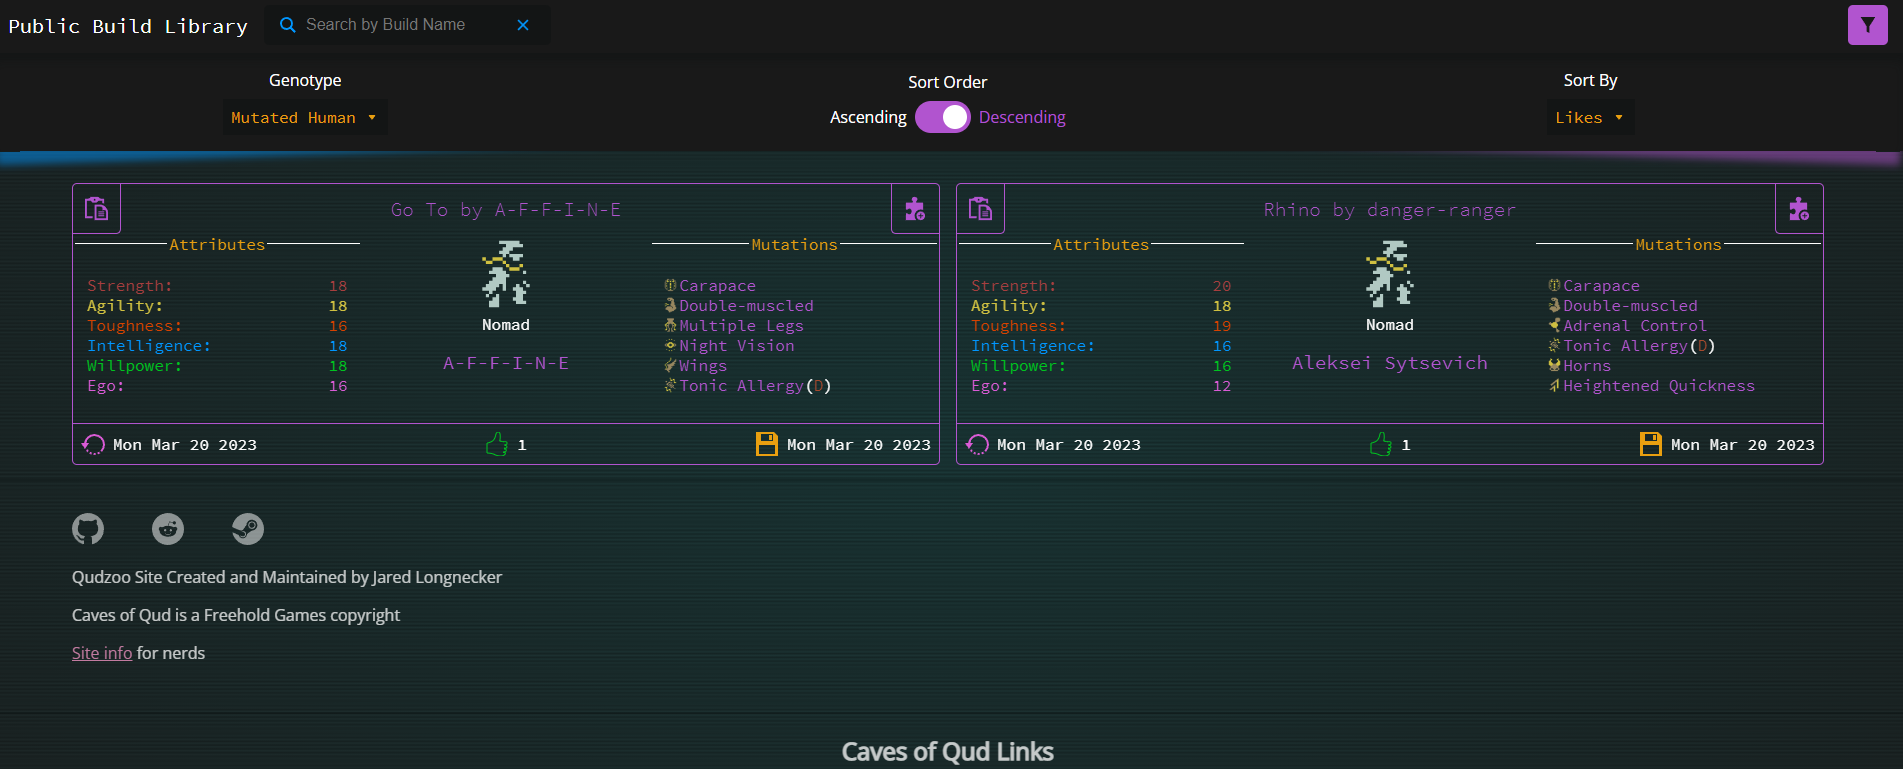 Public Build Library
Search by Build Name
Genotype
Mutated Human
Sort Order
Ascending Descending
Sort By
Likes
Go To by A-F-F-I-N-E
Attributes
Strength: 18
Agility: 18
Toughness: 16
Intelligence: 18
Willpower: 18
Ego: 16
Nomad
A-F-F-I-N-E
Mutations
Carapace
Double-muscled
Multiple Legs
Night Vision
Wings
Tonic Allergy(D)
Mon Mar 20 2023
1
Mon Mar 20 2023
Rhino by danger-ranger
Attributes
Strength: 20
Agility: 18
Toughness: 19
Intelligence: 16
Willpower: 16
Ego: 12
Nomad
Aleksei Sytsevich
Mutations
Carapace
Double-muscled
Adrenal Control
Tonic Allergy(D)
Horns
Heightened Quickness
Mon Mar 20 2023
1
Mon Mar 20 2023
Qudzoo Site Created and Maintained by Jared Longnecker
Caves of Qud is a Freehold Games copyright
Site info for nerds
Caves of Qud Links